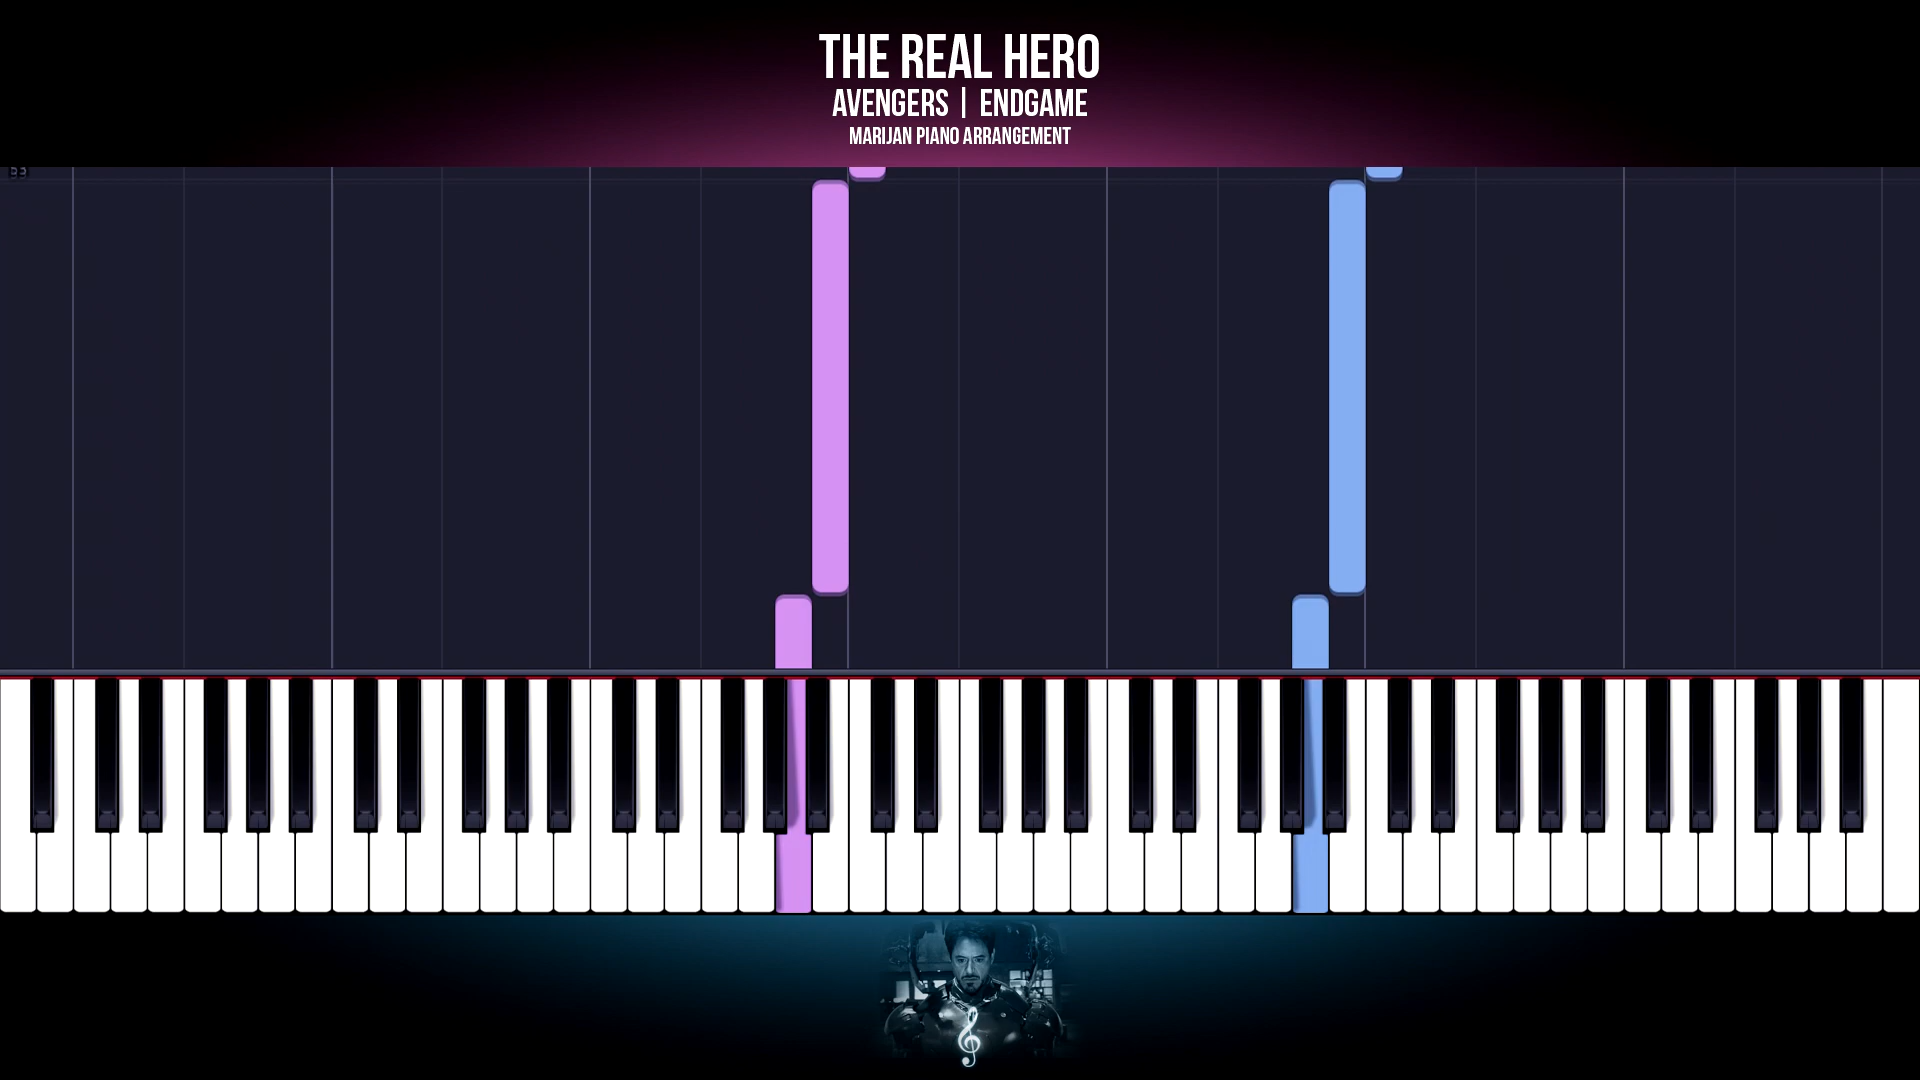 THE REAL HERO
AVENGERS | ENDGAME
MARIJAN PIANO ARRANGEMENT